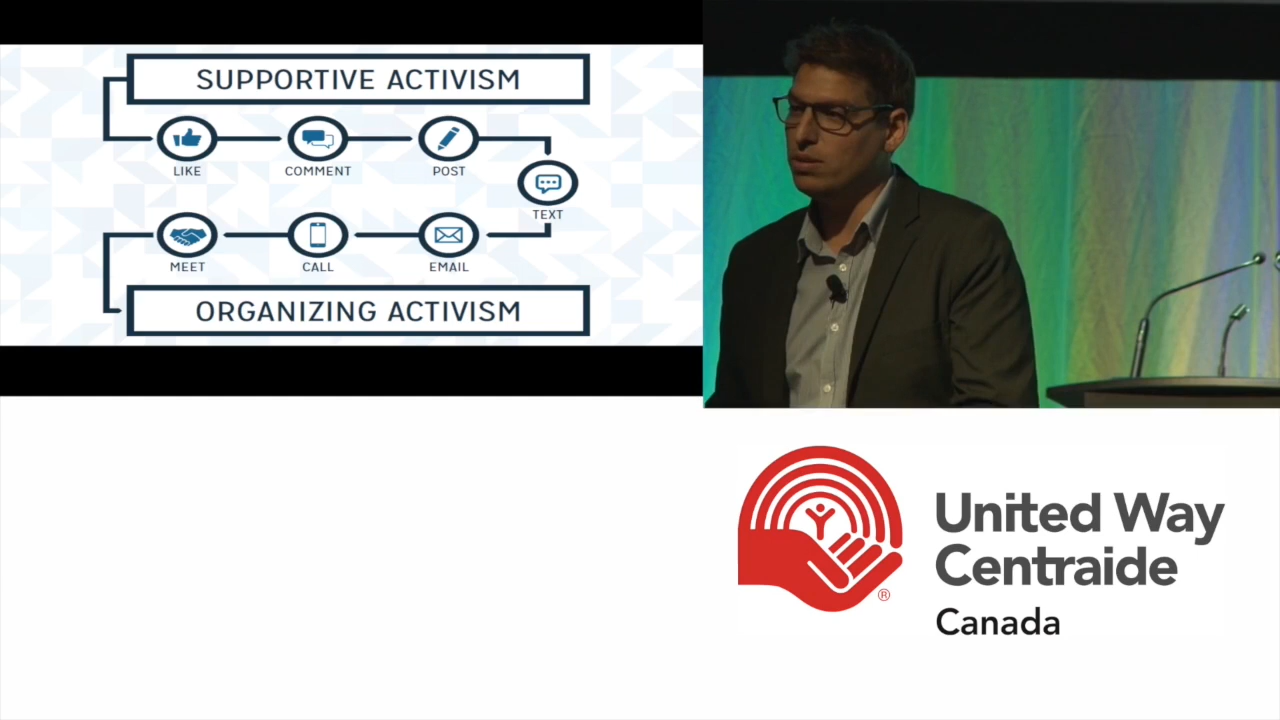 SUPPORTIVE ACTIVISM
LIKE
COMMENT
POST
TEXT
MEET
CALL
EMAIL
ORGANIZING ACTIVISM
United Way
Centraide
Canada
®